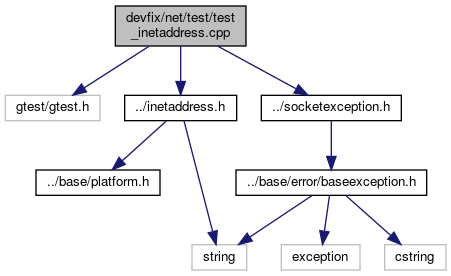 devfix/net/test/test
_inetaddress.cpp
gtest/gtest.h
../inetaddress.h
../socketexception.h
../base/platform.h
../base/error/baseexception.h
string
exception
cstring